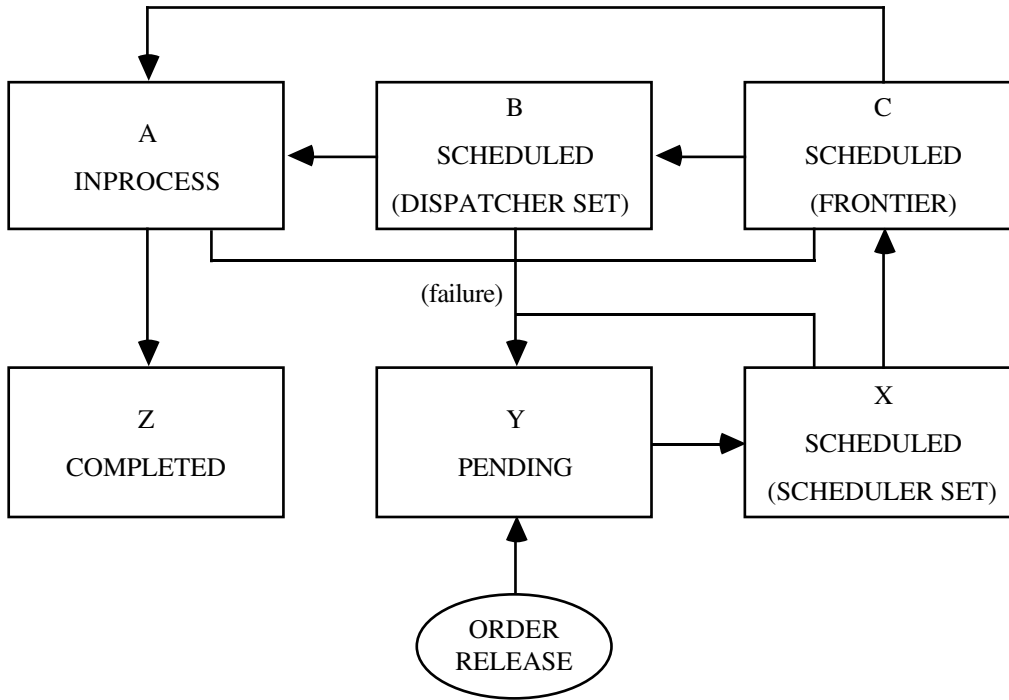 A
INPROCESS
B
SCHEDULED
(DISPATCHER SET)
C
SCHEDULED
(FRONTIER)
(failure)
Z
COMPLETED
Y
PENDING
X
SCHEDULED
(SCHEDULER SET)
ORDER
RELEASE